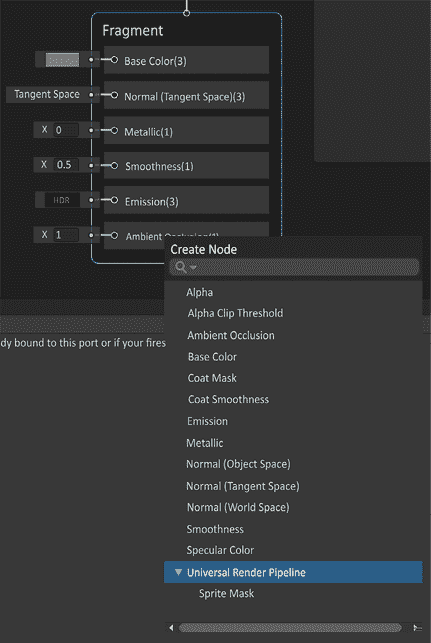 Fragment
Base Color(3)
Tangent Space
Normal (Tangent Space)(3)
X 0
Metallic(1)
X 0.5
Smoothness(1)
HDR
Emission(3)
X 1
Ambient Occlusion(1)
Create Node
Alpha
Alpha Clip Threshold
Ambient Occlusion
dy bound to this port or if your fires
Base Color
Coat Mask
Coat Smoothness
Emission
Metallic
Normal (Object Space)
Normal (Tangent Space)
Normal (World Space)
Smoothness
Specular Color
Universal Render Pipeline
Sprite Mask